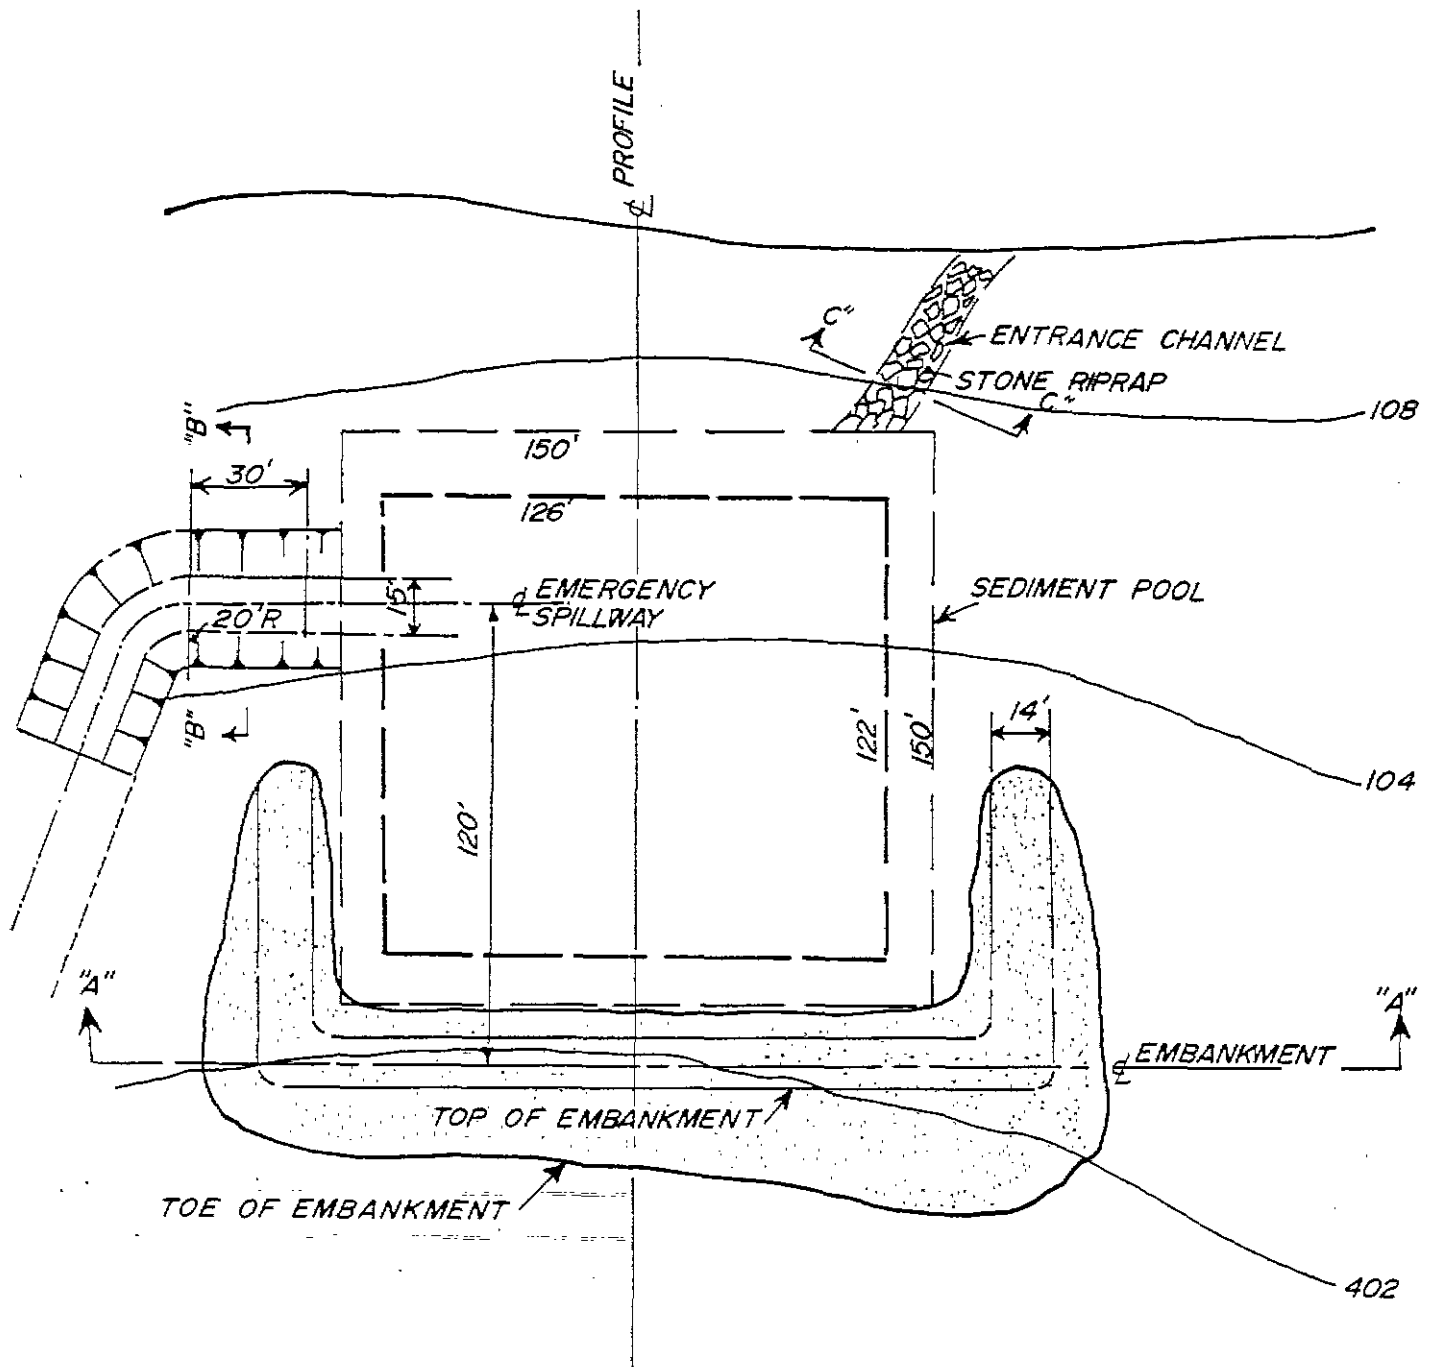 ℄ PROFILE
"C"
ENTRANCE CHANNEL
STONE RIPRAP
"C"
108
"B"
150'
30'
126'
℄ EMERGENCY
SPILLWAY
15'
SEDIMENT POOL
20'R
"B"
122'
150'
14'
104
120'
"A"
"A"
℄ EMBANKMENT
TOP OF EMBANKMENT
TOE OF EMBANKMENT
402